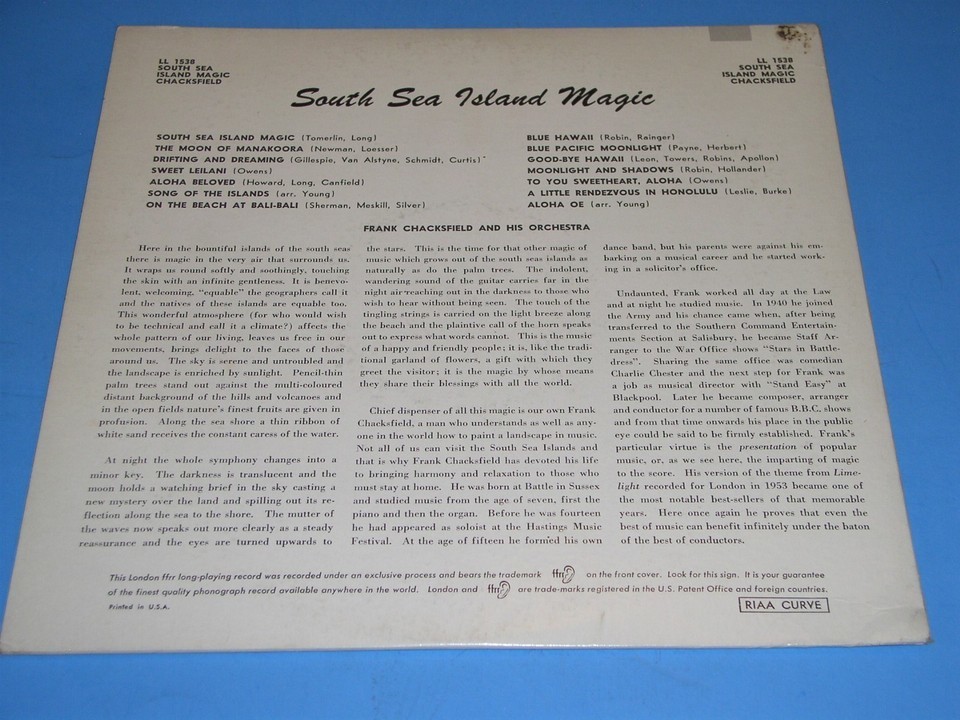 LL 1538
SOUTH SEA
ISLAND MAGIC
CHACKSFIELD
LL 1538
SOUTH SEA
ISLAND MAGIC
CHACKSFIELD
South Sea Island Magic
SOUTH SEA ISLAND MAGIC (Tomerlin, Long)
THE MOON OF MANAKOORA (Newman, Loesser)
DRIFTING AND DREAMING (Gillespie, Van Alstyne, Schmidt, Curtis)
SWEET LEILANI (Owens)
ALOHA BELOVED (Howard, Long, Canfield)
SONG OF THE ISLANDS (arr. Young)
ON THE BEACH AT BALI-BALI (Sherman, Meskill, Silver)
BLUE HAWAII (Robin, Rainger)
BLUE PACIFIC MOONLIGHT (Payne, Herbert)
GOOD-BYE HAWAII (Leon, Towers, Robins, Apollon)
MOONLIGHT AND SHADOWS (Robin, Hollander)
TO YOU SWEETHEART, ALOHA (Owens)
A LITTLE RENDEZVOUS IN HONOLULU (Leslie, Burke)
ALOHA OE (arr. Young)
FRANK CHACKSFIELD AND HIS ORCHESTRA
Here in the bountiful islands of the south seas
there is magic in the very air that surrounds us.
It wraps us round softly and soothingly, touching
the skin with an infinite gentleness. It is benevo-
lent, welcoming, "equable" the geographers call it
and the natives of these islands are equable too.
This wonderful atmosphere (for who would wish
to be technical and call it a climate?) affects the
whole pattern of our living, leaves us free in our
movements, brings delight to the faces of those
around us. The sky is serene and untroubled and
the landscape is enriched by sunlight. Pencil-thin
palm trees stand out against the multi-coloured
distant background of the hills and volcanoes and
in the open fields nature's finest fruits are given in
profusion. Along the sea shore a thin ribbon of
white sand receives the constant caress of the water.
At night the whole symphony changes into a
minor key. The darkness is translucent and the
moon holds a watching brief in the sky casting a
new mystery over the land and spilling out its re-
flection along the sea to the shore. The mutter of
the waves now speaks out more clearly as a steady
reassurance and the eyes are turned upwards to
the stars. This is the time for that other magic of
music which grows out of the south seas islands as
naturally as do the palm trees. The indolent,
wandering sound of the guitar carries far in the
night air reaching out in the darkness to those who
wish to hear without being seen. The touch of the
tingling strings is carried on the light breeze along
the beach and the plaintive call of the horn speaks
out to express what words cannot. This is the music
of a happy and friendly people; it is, like the tradi-
tional garland of flowers, a gift with which they
greet the visitor; it is the magic by whose means
they share their blessings with all the world.
Chief dispenser of all this magic is our own Frank
Chacksfield, a man who understands as well as any-
one in the world how to paint a landscape in music.
Not all of us can visit the South Sea Islands and
that is why Frank Chacksfield has devoted his life
to bringing harmony and relaxation to those who
must stay at home. He was born at Battle in Sussex
and studied music from the age of seven, first the
piano and then the organ. Before he was fourteen
he had appeared as soloist at the Hastings Music
Festival. At the age of fifteen he formed his own
dance band, but his parents were against his em-
barking on a musical career and he started work-
ing in a solicitor's office.
Undaunted, Frank worked all day at the Law
and at night he studied music. In 1940 he joined
the Army and his chance came when, after being
transferred to the Southern Command Entertain-
ments Section at Salisbury, he became Staff Ar-
ranger to the War Office shows "Stars in Battle-
dress". Sharing the same office was comedian
Charlie Chester and the next step for Frank was
a job as musical director with "Stand Easy" at
Blackpool. Later he became composer, arranger
and conductor for a number of famous B.B.C. shows
and from that time onwards his place in the public
eye could be said to be firmly established. Frank's
particular virtue is the presentation of popular
music, or, as we see here, the imparting of magic
to the score. His version of the theme from Lime-
light recorded for London in 1953 became one of
the most notable best-sellers of that memorable
years. Here once again he proves that even the
best of music can benefit infinitely under the baton
of the best of conductors.
This London ffrr long-playing record was recorded under an exclusive process and bears the trademark ffrr on the front cover. Look for this sign. It is your guarantee
of the finest quality phonograph record available anywhere in the world. London and ffrr are trade-marks registered in the U.S. Patent Office and foreign countries.
Printed in U.S.A.
RIAA CURVE